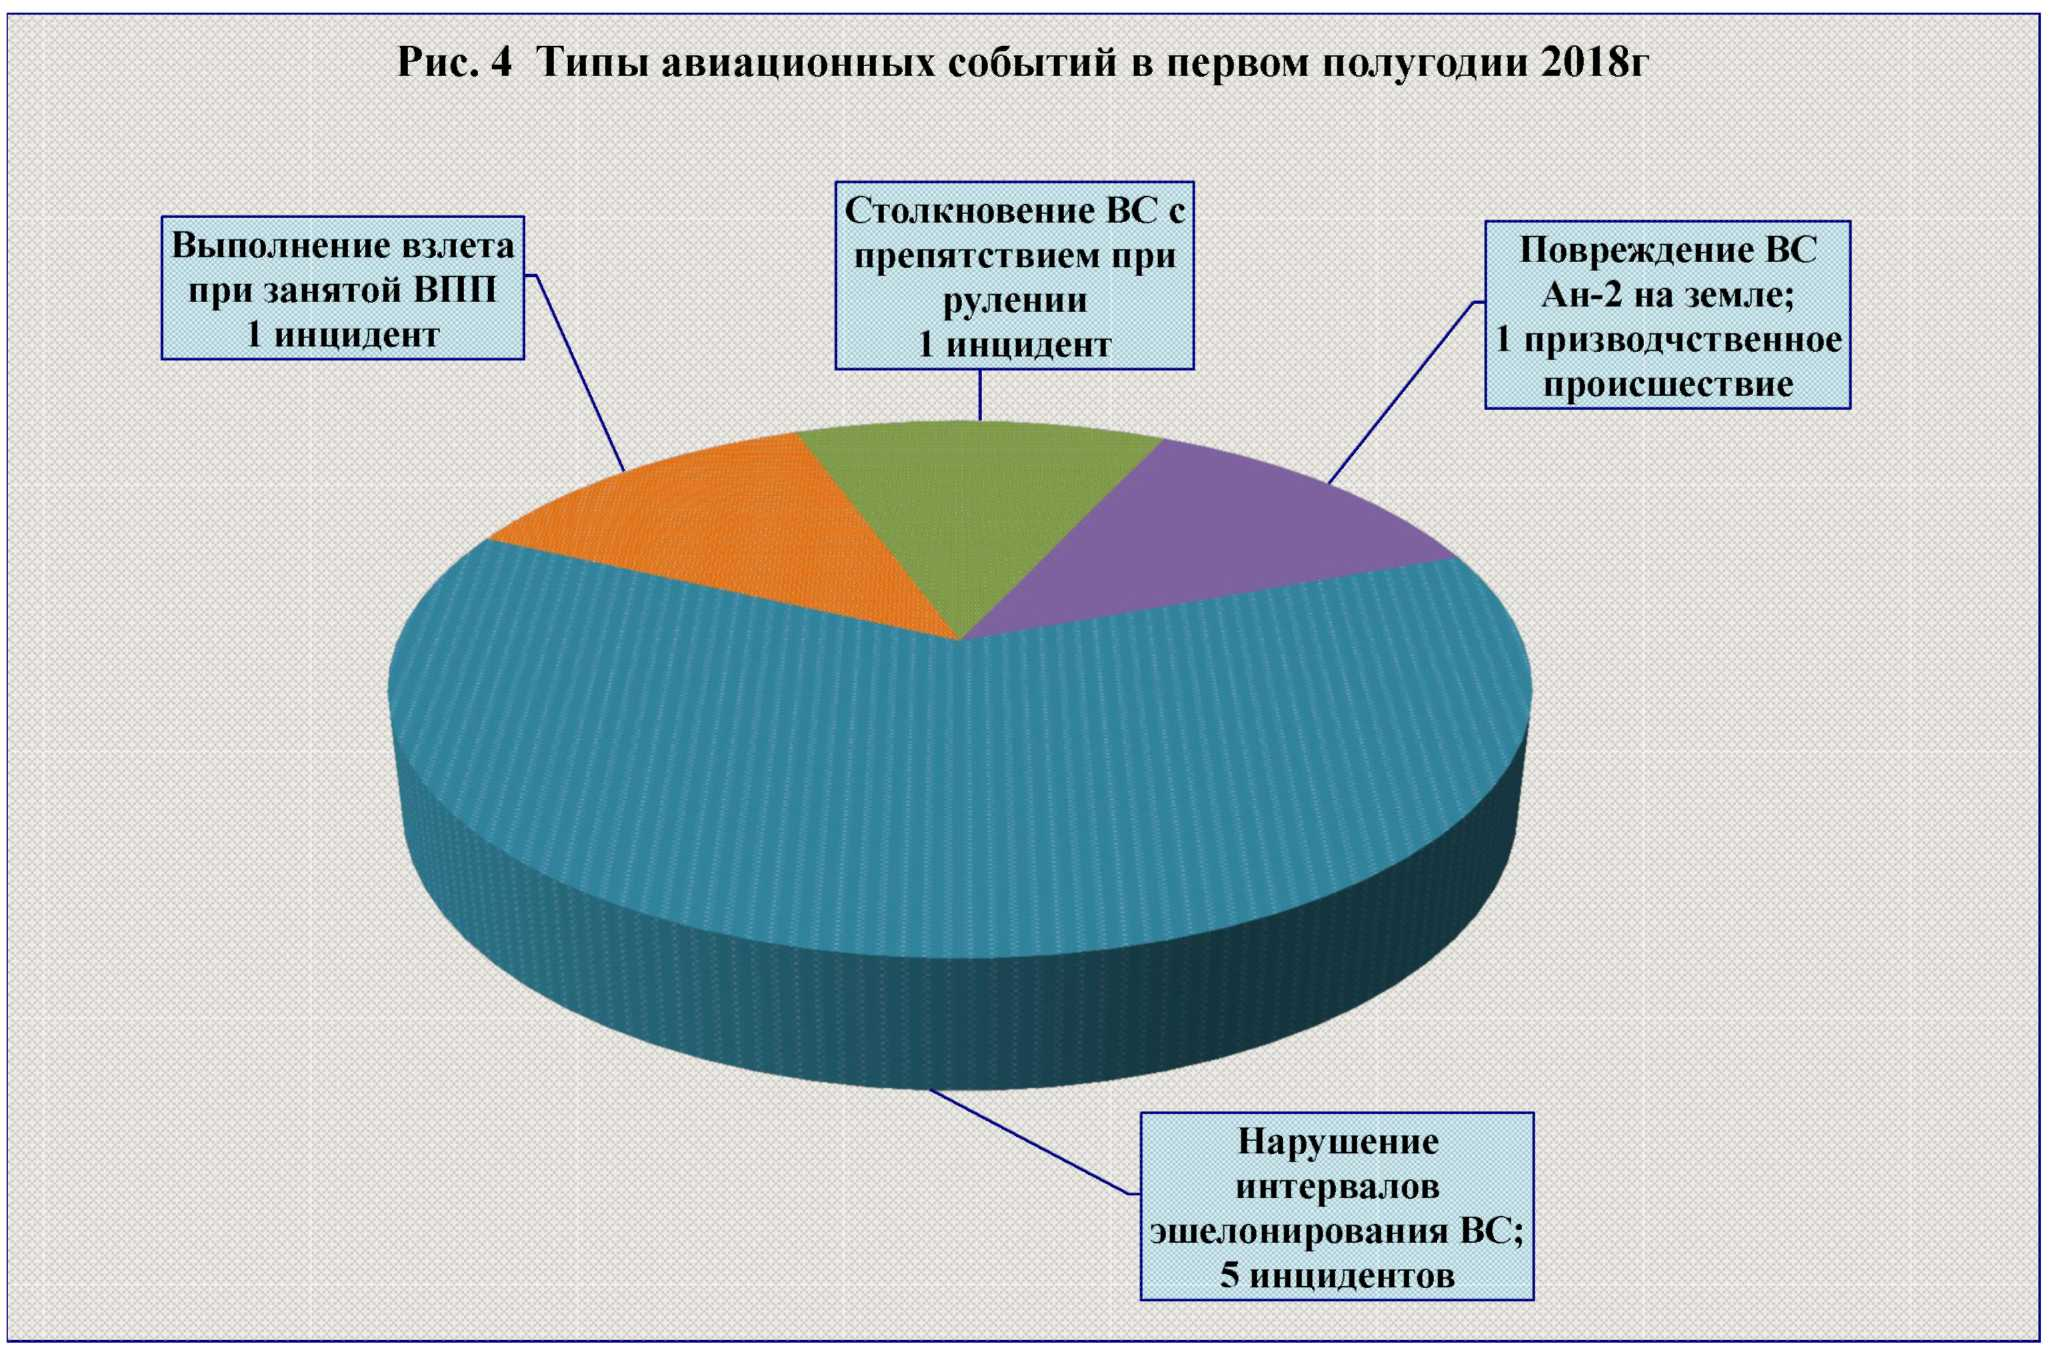 Рис. 4  Типы авиационных событий в первом полугодии 2018г
Выполнение взлета
при занятой ВПП
1 инцидент
Столкновение ВС с
препятствием при
рулении
1 инцидент
Повреждение ВС
Ан-2 на земле;
1 призводчственное
происшествие
Нарушение
интервалов
эшелонирования ВС;
5 инцидентов